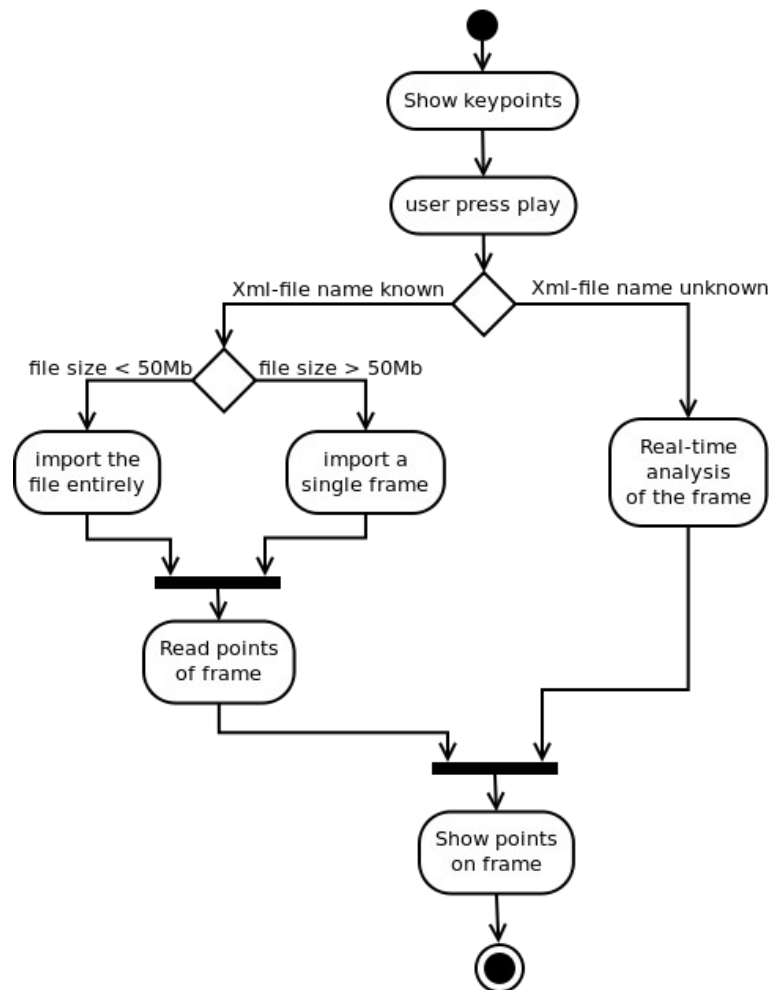 Show keypoints
user press play
Xml-file name known
Xml-file name unknown
file size < 50Mb
file size > 50Mb
import the
file entirely
import a
single frame
Real-time
analysis
of the frame
Read points
of frame
Show points
on frame